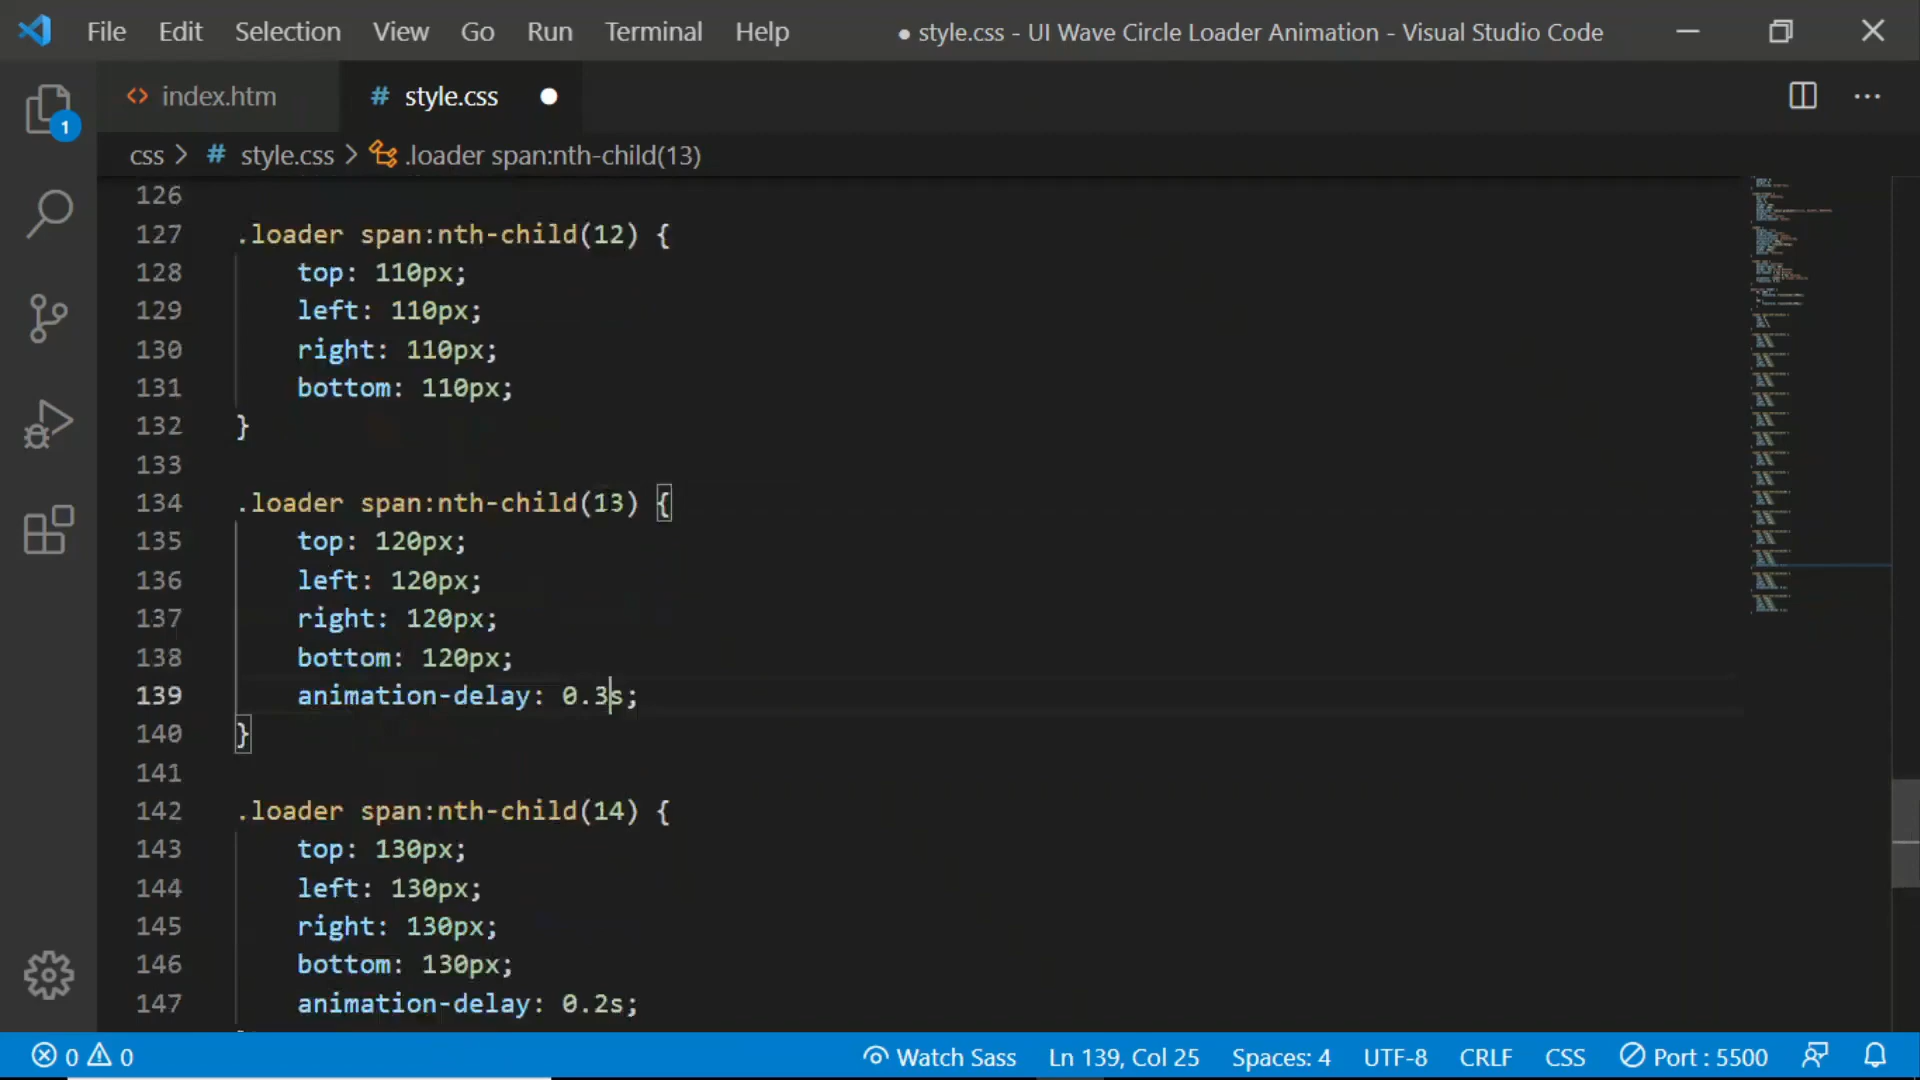 File Edit Selection View Go Run Terminal Help ● style.css - UI Wave Circle Loader Animation - Visual Studio Code
<> index.htm # style.css ●
1
css > # style.css > .loader span:nth-child(13)
126
127 .loader span:nth-child(12) {
128 top: 110px;
129 left: 110px;
130 right: 110px;
131 bottom: 110px;
132 }
133
134 .loader span:nth-child(13) {
135 top: 120px;
136 left: 120px;
137 right: 120px;
138 bottom: 120px;
139 animation-delay: 0.3s;
140 }
141
142 .loader span:nth-child(14) {
143 top: 130px;
144 left: 130px;
145 right: 130px;
146 bottom: 130px;
147 animation-delay: 0.2s;
0 0 Watch Sass Ln 139, Col 25 Spaces: 4 UTF-8 CRLF CSS Port : 5500